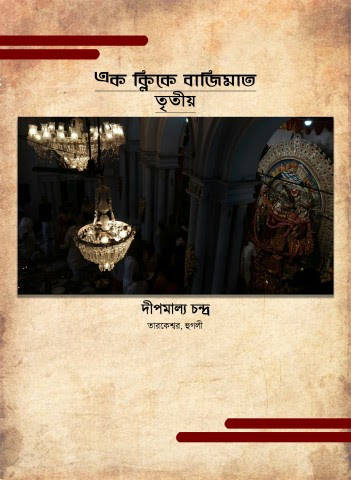 এক ক্লিকে বাজিমাত
তৃতীয়
দীপমাল্য চন্দ্র
তারকেশ্বর, হুগলী